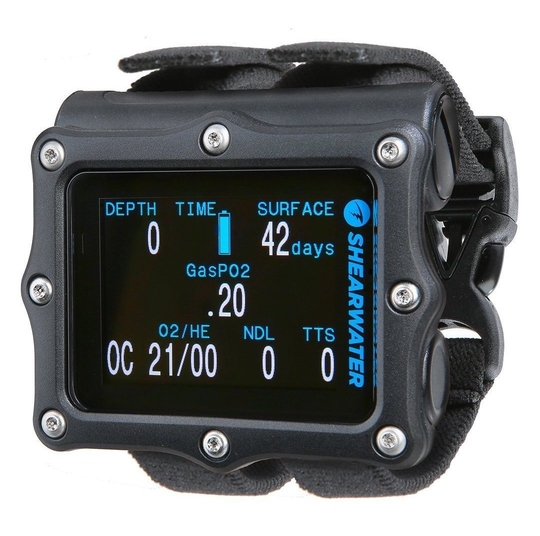 DEPTH TIME SURFACE
0 42days
GasPO2
.20
O2/HE NDL TTS
OC 21/00 0 0
SHEARWATER